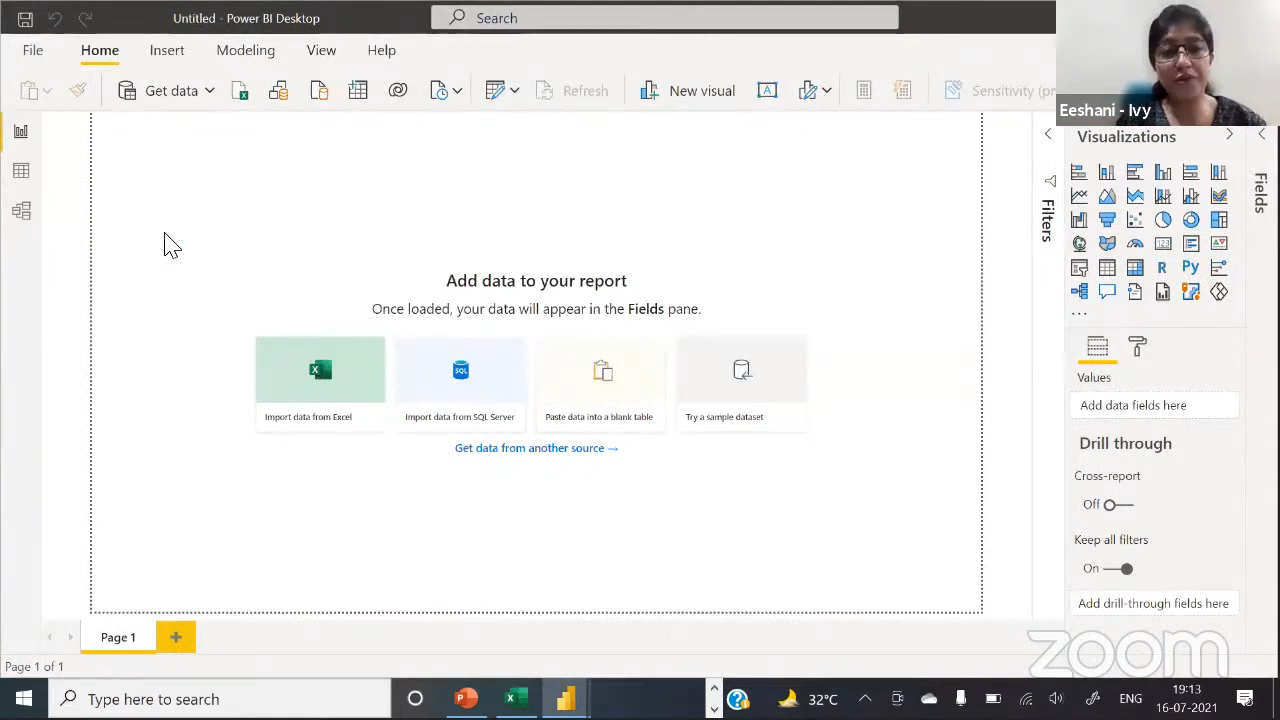 Untitled - Power BI Desktop
Search
File
Home
Insert
Modeling
View
Help
Get data
Refresh
New visual
A
Sensitivity (pr
Eeshani - Ivy
Visualizations
Fields
Filters
123
R
Py
...
Values
Add data fields here
Drill through
Cross-report
Off
Keep all filters
On
Add drill-through fields here
Add data to your report
Once loaded, your data will appear in the Fields pane.
X
SQL
Import data from Excel
Import data from SQL Server
Paste data into a blank table
Try a sample dataset
Get data from another source →
Page 1
Page 1 of 1
zoom
Type here to search
P
X
?
32°C
ENG
19:13
16-07-2021